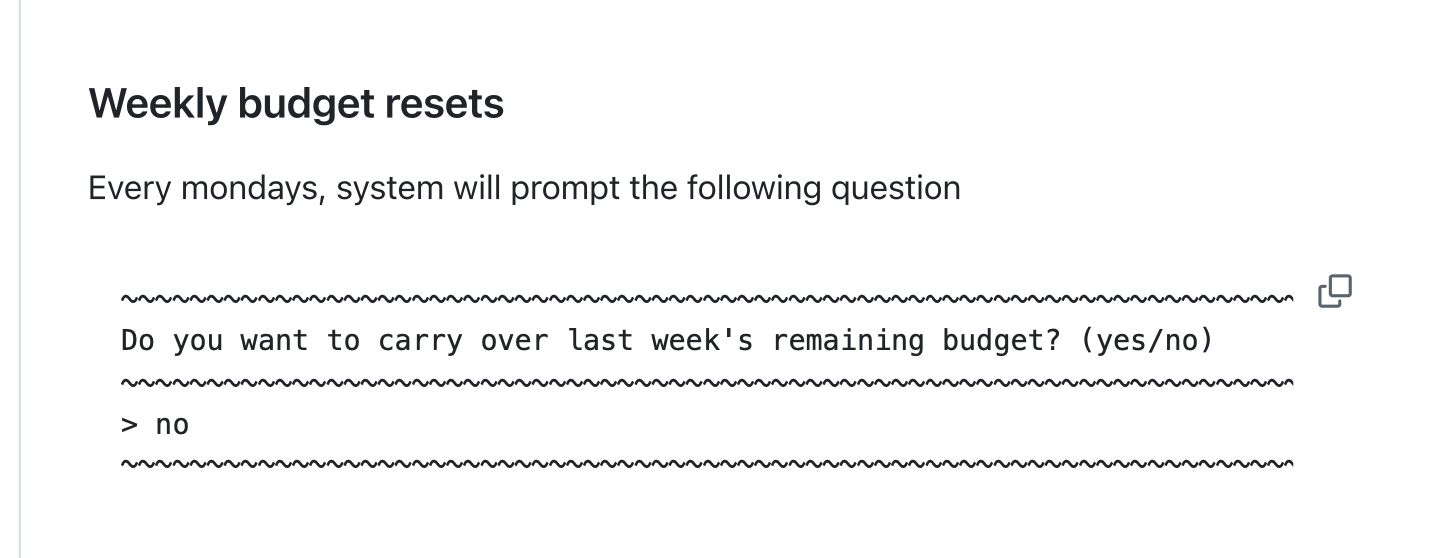 Weekly budget resets
Every mondays, system will prompt the following question
~~~~~~~~~~~~~~~~~~~~~~~~~~~~~~~~~~~~~~~~~~~~~~~~~~~~~~~~~~~~~~~~~~~~
Do you want to carry over last week's remaining budget? (yes/no)
~~~~~~~~~~~~~~~~~~~~~~~~~~~~~~~~~~~~~~~~~~~~~~~~~~~~~~~~~~~~~~~~~~~~
> no
~~~~~~~~~~~~~~~~~~~~~~~~~~~~~~~~~~~~~~~~~~~~~~~~~~~~~~~~~~~~~~~~~~~~